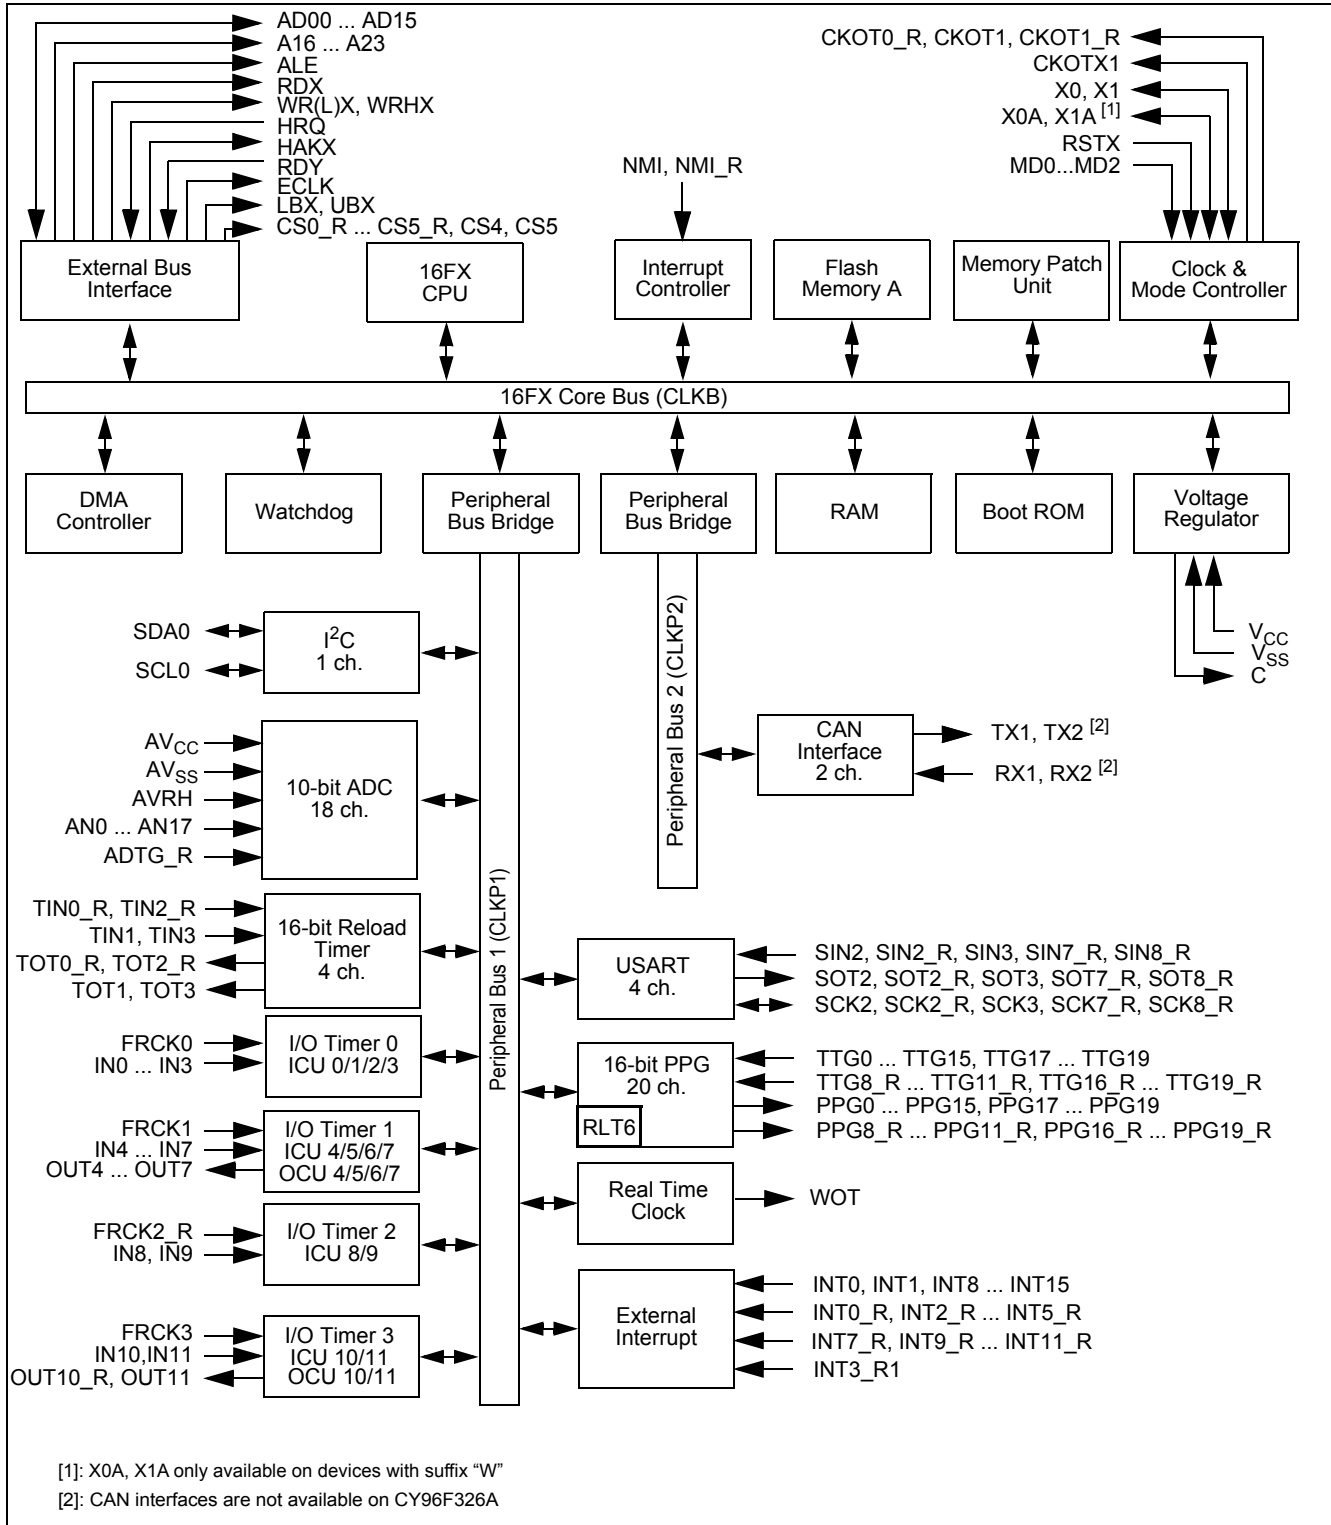 AD00 ... AD15
A16 ... A23
ALE
RDX
WR(L)X, WRHX
HRQ
HAKX
RDY
ECLK
LBX, UBX
CS0_R ... CS5_R, CS4, CS5
NMI, NMI_R
CKOT0_R, CKOT1, CKOT1_R
CKOTX1
X0, X1
X0A, X1A [1]
RSTX
MD0...MD2
External Bus
Interface
16FX
CPU
Interrupt
Controller
Flash
Memory A
Memory Patch
Unit
Clock &
Mode Controller
16FX Core Bus (CLKB)
DMA
Controller
Watchdog
Peripheral
Bus Bridge
Peripheral
Bus Bridge
RAM
Boot ROM
Voltage
Regulator
VCC
VSS
C
Peripheral Bus 1 (CLKP1)
Peripheral Bus 2 (CLKP2)
SDA0
SCL0
I2C
1 ch.
AVCC
AVSS
AVRH
AN0 ... AN17
ADTG_R
10-bit ADC
18 ch.
TIN0_R, TIN2_R
TIN1, TIN3
TOT0_R, TOT2_R
TOT1, TOT3
16-bit Reload
Timer
4 ch.
FRCK0
IN0 ... IN3
I/O Timer 0
ICU 0/1/2/3
FRCK1
IN4 ... IN7
OUT4 ... OUT7
I/O Timer 1
ICU 4/5/6/7
OCU 4/5/6/7
FRCK2_R
IN8, IN9
I/O Timer 2
ICU 8/9
FRCK3
IN10,IN11
OUT10_R, OUT11
I/O Timer 3
ICU 10/11
OCU 10/11
CAN
Interface
2 ch.
TX1, TX2 [2]
RX1, RX2 [2]
USART
4 ch.
SIN2, SIN2_R, SIN3, SIN7_R, SIN8_R
SOT2, SOT2_R, SOT3, SOT7_R, SOT8_R
SCK2, SCK2_R, SCK3, SCK7_R, SCK8_R
16-bit PPG
20 ch.
RLT6
TTG0 ... TTG15, TTG17 ... TTG19
TTG8_R ... TTG11_R, TTG16_R ... TTG19_R
PPG0 ... PPG15, PPG17 ... PPG19
PPG8_R ... PPG11_R, PPG16_R ... PPG19_R
Real Time
Clock
WOT
External
Interrupt
INT0, INT1, INT8 ... INT15
INT0_R, INT2_R ... INT5_R
INT7_R, INT9_R ... INT11_R
INT3_R1
[1]: X0A, X1A only available on devices with suffix “W”
[2]: CAN interfaces are not available on CY96F326A